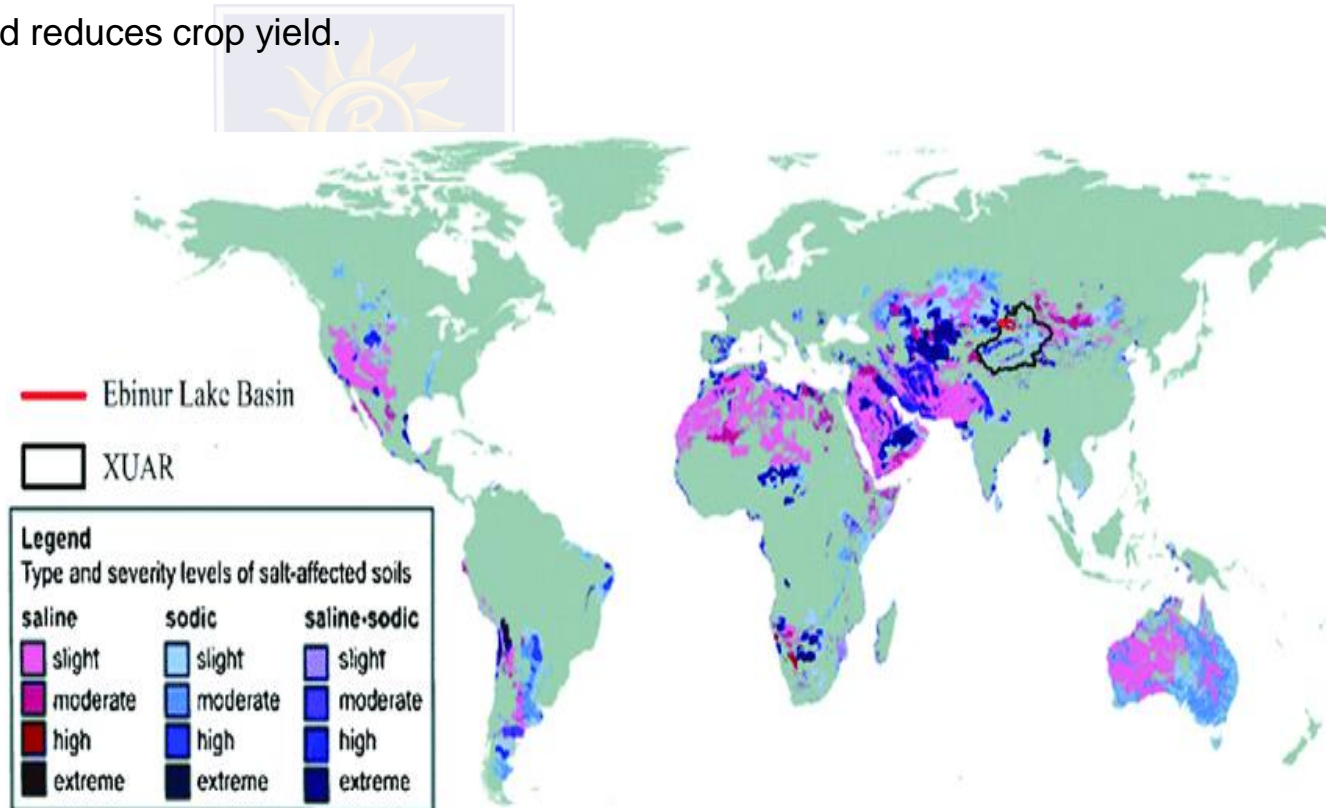 d reduces crop yield.
R
Ebinur Lake Basin
XUAR
Legend
Type and severity levels of salt-affected soils
saline sodic saline-sodic
slight slight slight
moderate moderate moderate
high high high
extreme extreme extreme